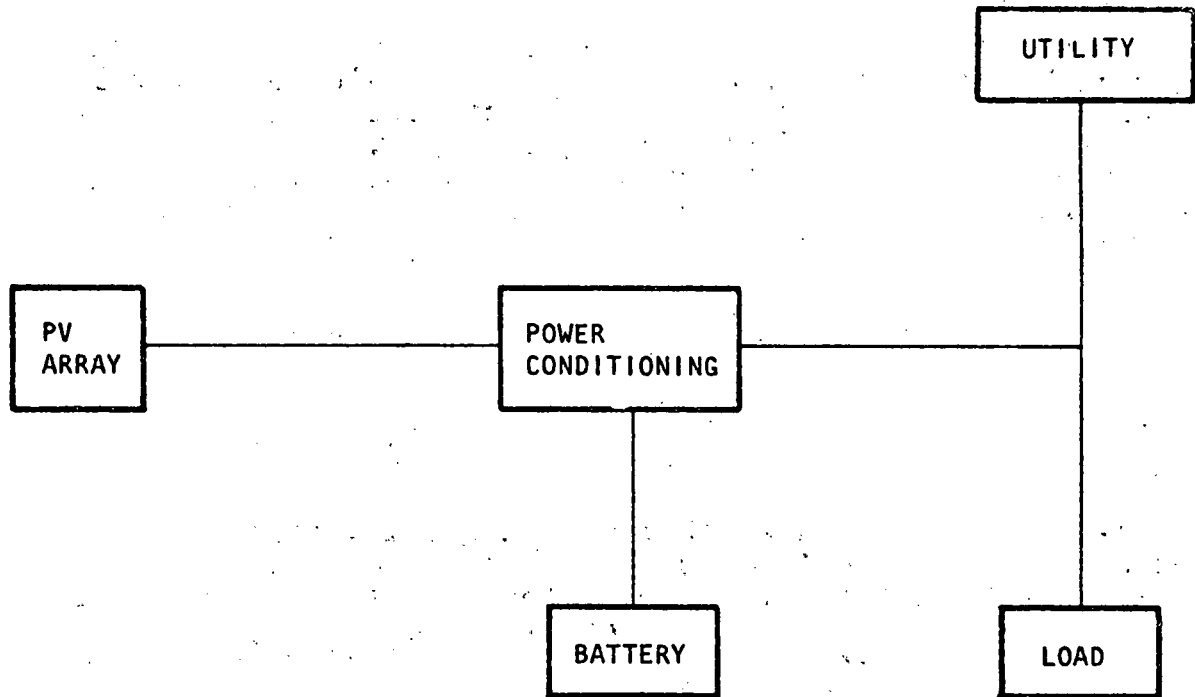 UTILITY
PV
ARRAY
POWER
CONDITIONING
BATTERY
LOAD